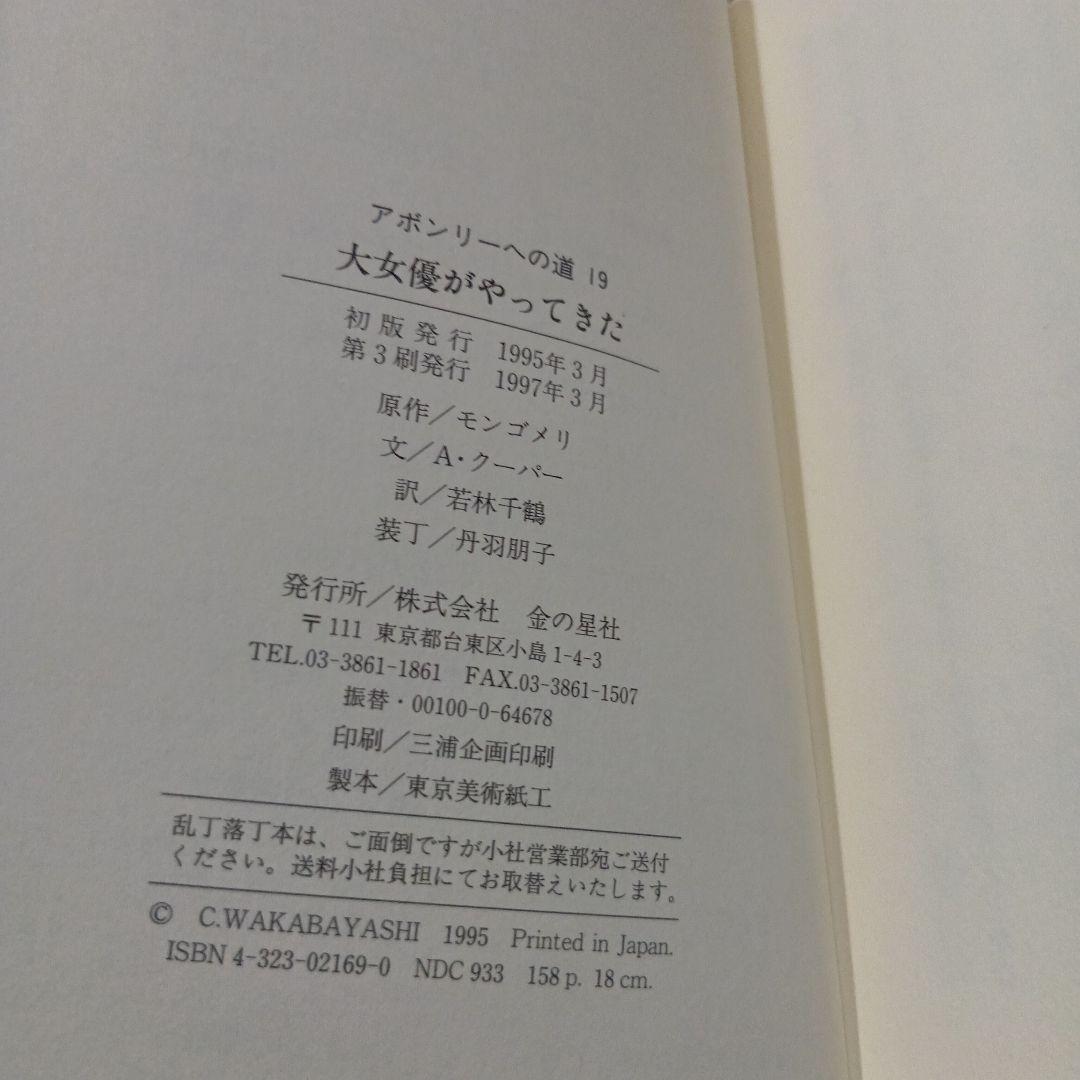 アボンリーへの道 19
大女優がやってきた
初版発行 1995年3月
第3刷発行 1997年3月
原作／モンゴメリ
文／A・クーパー
訳／若林千鶴
装丁／丹羽朋子
発行所／株式会社 金の星社
〒111 東京都台東区小島1-4-3
TEL.03-3861-1861 FAX.03-3861-1507
振替・00100-0-64678
印刷／三浦企画印刷
製本／東京美術紙工
乱丁落丁本は、ご面倒ですが小社営業部宛ご送付
ください。送料小社負担にてお取替えいたします。
© C.WAKABAYASHI 1995 Printed in Japan.
ISBN 4-323-02169-0 NDC 933 158 p. 18 cm.